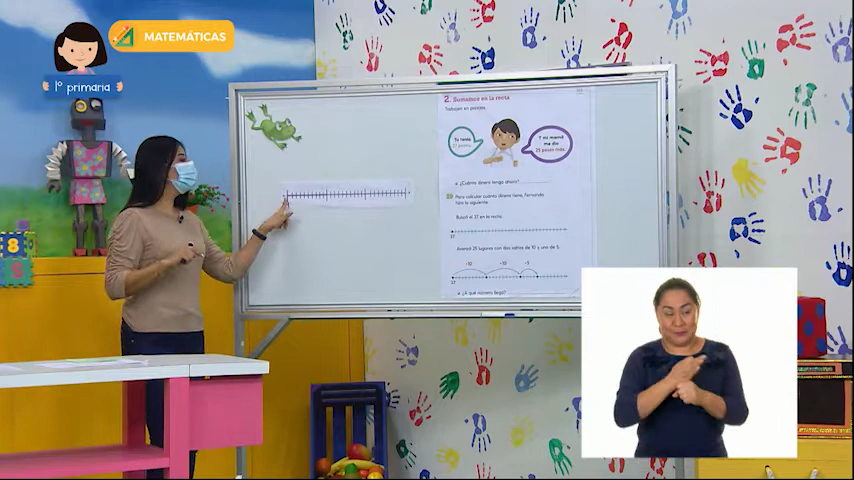 MATEMÁTICAS
1° primaria
2. Sumamos en la recta
Trabajen en parejas.
Yo tenía
27 pesos.
Y mi mamá
me dio
25 pesos más.
a. ¿Cuánto dinero tengo ahora?
Para calcular cuánto dinero tiene, Fernando
hizo lo siguiente.
Buscó el 27 en la recta.
27
Avanzó 25 lugares con dos saltos de 10 y uno de 5.
+10 +10 +5
27
¿A qué número llegó?
8
5